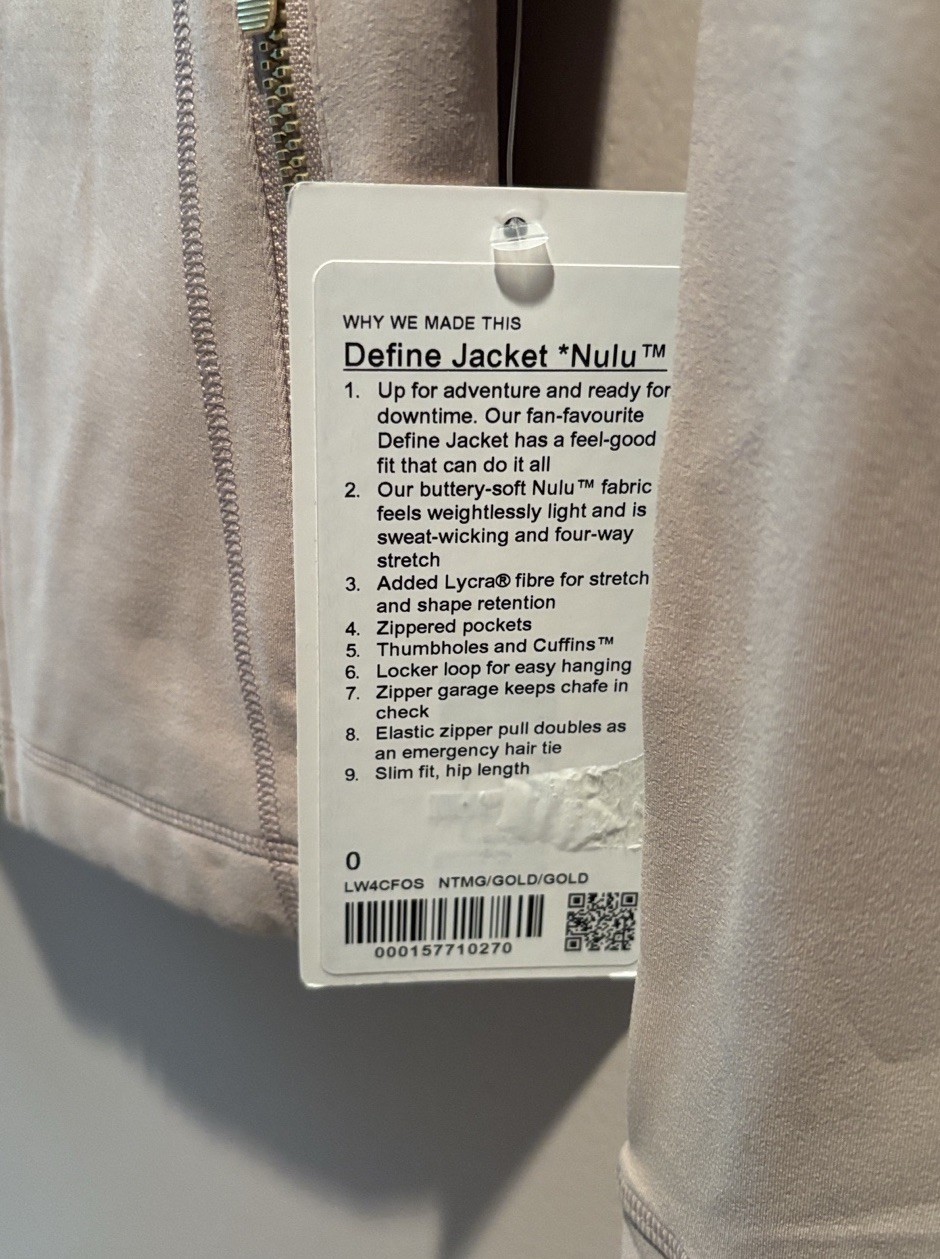 WHY WE MADE THIS
Define Jacket *Nulu™
1. Up for adventure and ready for
downtime. Our fan-favourite
Define Jacket has a feel-good
fit that can do it all
2. Our buttery-soft Nulu™ fabric
feels weightlessly light and is
sweat-wicking and four-way
stretch
3. Added Lycra® fibre for stretch
and shape retention
4. Zippered pockets
5. Thumbholes and Cuffins™
6. Locker loop for easy hanging
7. Zipper garage keeps chafe in
check
8. Elastic zipper pull doubles as
an emergency hair tie
9. Slim fit, hip length
0
LW4CFOS NTMG/GOLD/GOLD
000157710270